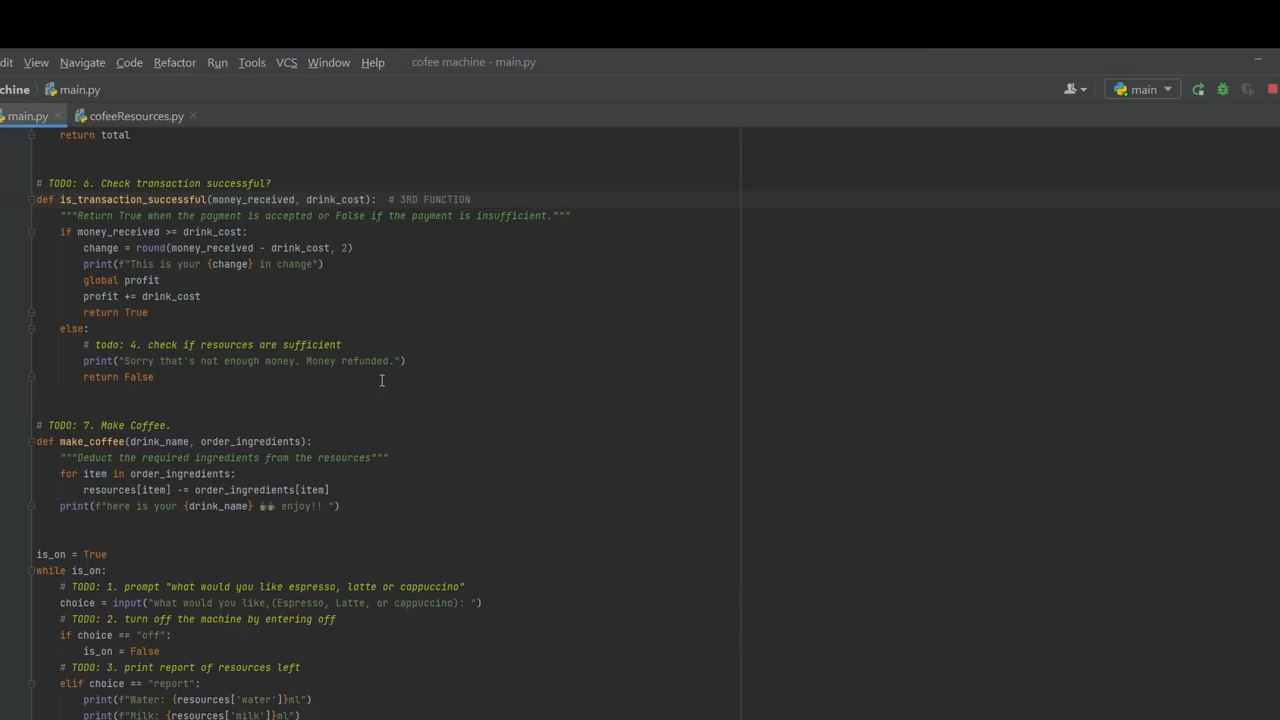 dit View Navigate Code Refactor Run Tools VCS Window Help cofee machine - main.py
chine main.py main
main.py cofeeResources.py
return total
# TODO: 6. Check transaction successful?
def is_transaction_successful(money_received, drink_cost): # 3RD FUNCTION
"""Return True when the payment is accepted or False if the payment is insufficient."""
if money_received >= drink_cost:
change = round(money_received - drink_cost, 2)
print(f"This is your {change} in change")
global profit
profit += drink_cost
return True
else:
# todo: 4. check if resources are sufficient
print("Sorry that's not enough money. Money refunded.")
return False
# TODO: 7. Make Coffee.
def make_coffee(drink_name, order_ingredients):
"""Deduct the required ingredients from the resources"""
for item in order_ingredients:
resources[item] -= order_ingredients[item]
print(f"here is your {drink_name} ☕☕ enjoy!! ")
is_on = True
while is_on:
# TODO: 1. prompt "what would you like espresso, latte or cappuccino"
choice = input("what would you like,(Espresso, Latte, or cappuccino): ")
# TODO: 2. turn off the machine by entering off
if choice == "off":
is_on = False
# TODO: 3. print report of resources left
elif choice == "report":
print(f"Water: {resources['water']}ml")
print(f"Milk: {resources['milk']}ml")